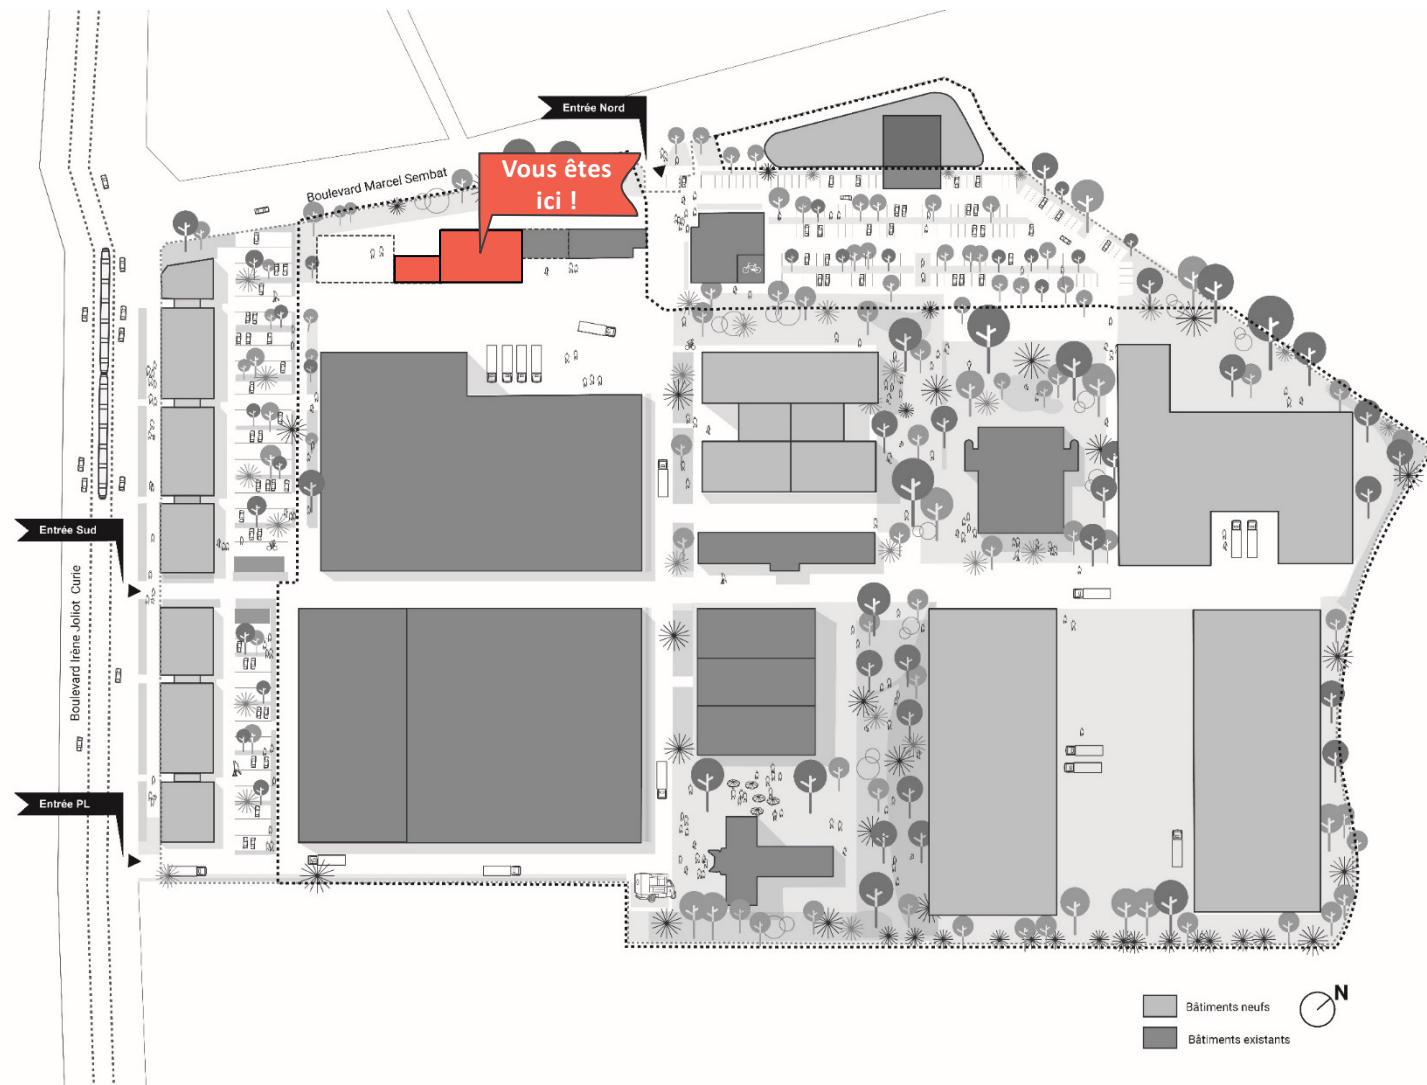 Entrée Nord
Boulevard Marcel Sembat
Vous êtes
ici !
Entrée Sud
Boulevard Irène Joliot Curie
Entrée PL
N
Bâtiments neufs
Bâtiments existants